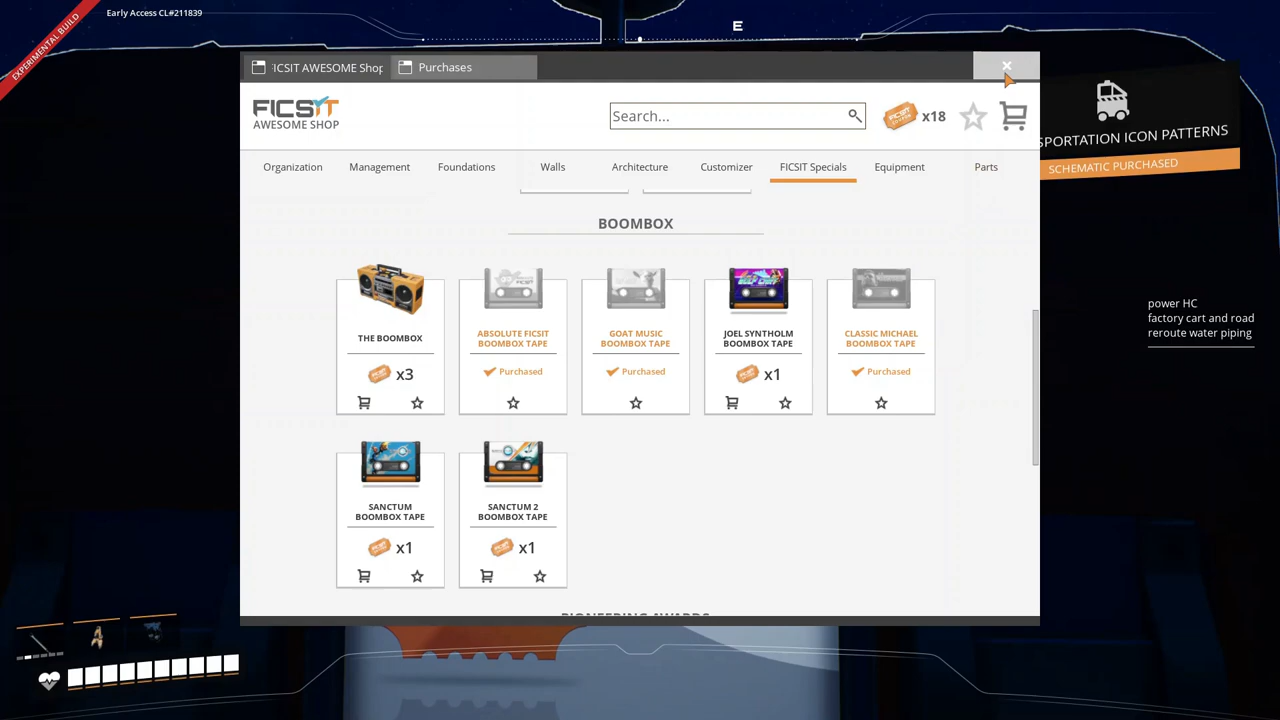 Early Access CL#211839
EXPERIMENTAL BUILD
E
FICSIT AWESOME Shop
Purchases
FICSIT
AWESOME SHOP
Search...
x18
SPORTATION ICON PATTERNS
SCHEMATIC PURCHASED
Organization
Management
Foundations
Walls
Architecture
Customizer
FICSIT Specials
Equipment
Parts
BOOMBOX
THE BOOMBOX
x3
ABSOLUTE FICSIT
BOOMBOX TAPE
Purchased
GOAT MUSIC
BOOMBOX TAPE
Purchased
JOEL SYNTHOLM
BOOMBOX TAPE
x1
CLASSIC MICHAEL
BOOMBOX TAPE
Purchased
SANCTUM
BOOMBOX TAPE
x1
SANCTUM 2
BOOMBOX TAPE
x1
PIONEERING AWARDS
power HC
factory cart and road
reroute water piping